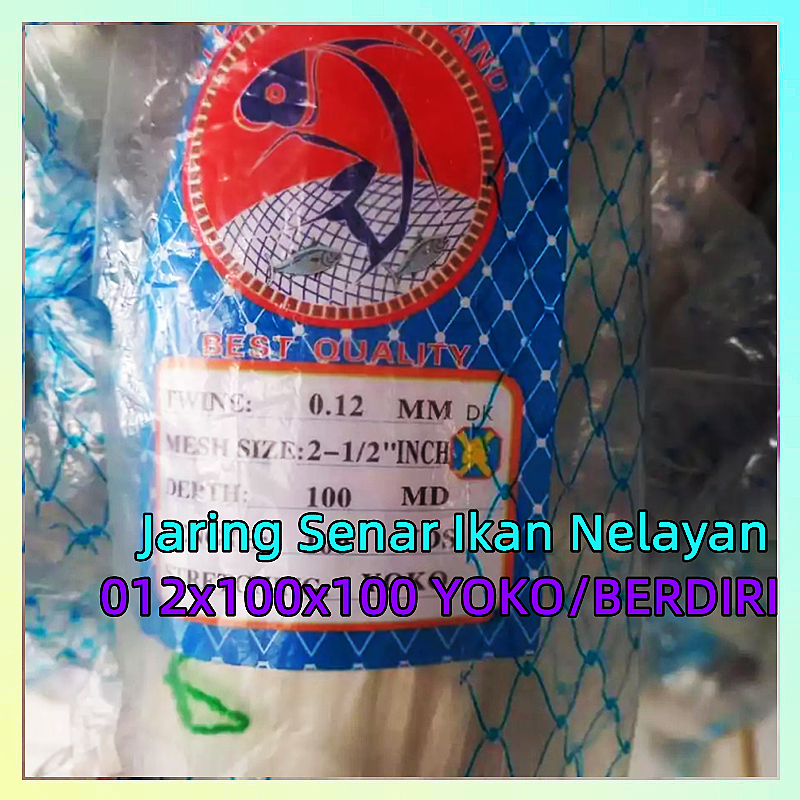 BEST QUALITY
TWINE: 0.12 MM DK
MESH SIZE: 2-1/2"INCH
DEPTH: 100 MD
Jaring Senar Ikan Nelayan
YOKO
012x100x100 YOKO/BERDIRI